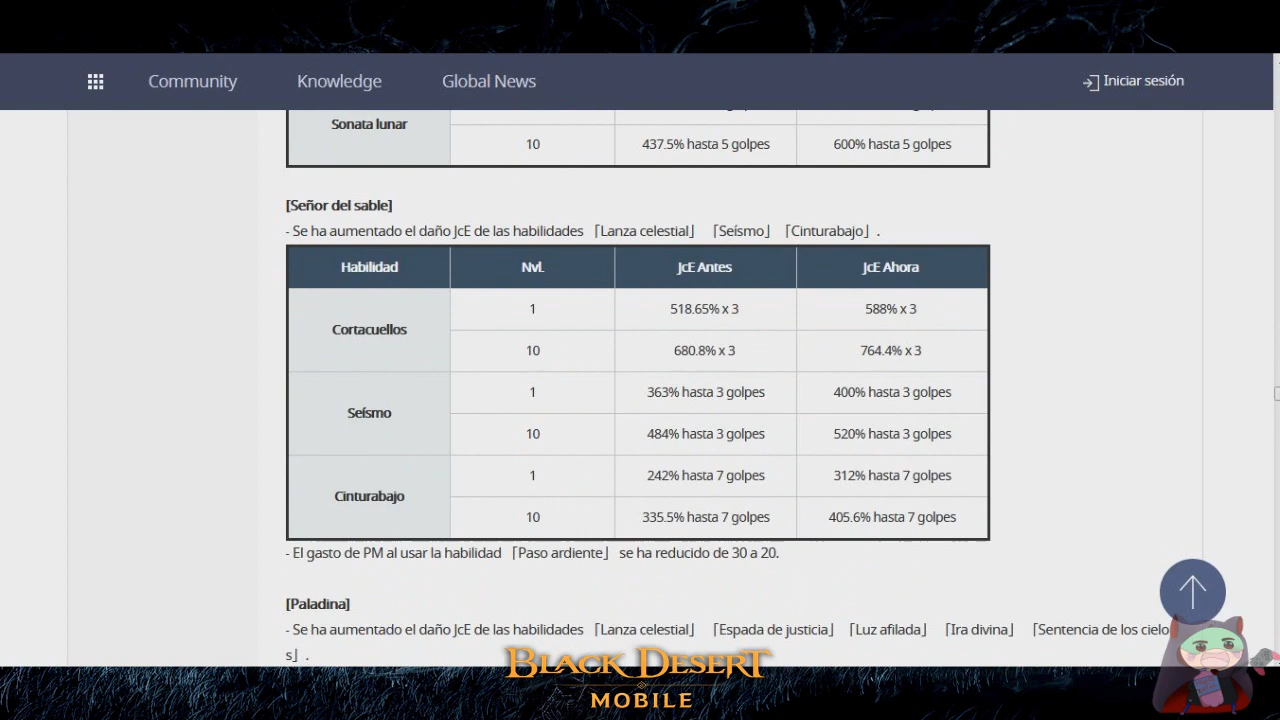 Community Knowledge Global News Iniciar sesión
Sonata lunar
10 437.5% hasta 5 golpes 600% hasta 5 golpes
[Señor del sable]
- Se ha aumentado el daño JcE de las habilidades 「Lanza celestial」 「Seísmo」 「Cinturabajo」 .
Habilidad Nvl. JcE Antes JcE Ahora
Cortacuellos
1 518.65% x 3 588% x 3
10 680.8% x 3 764.4% x 3
Seísmo
1 363% hasta 3 golpes 400% hasta 3 golpes
10 484% hasta 3 golpes 520% hasta 3 golpes
Cinturabajo
1 242% hasta 7 golpes 312% hasta 7 golpes
10 335.5% hasta 7 golpes 405.6% hasta 7 golpes
- El gasto de PM al usar la habilidad 「Paso ardiente」 se ha reducido de 30 a 20.
[Paladina]
- Se ha aumentado el daño JcE de las habilidades 「Lanza celestial」 「Espada de justicia」 「Luz afilada」 「Ira divina」 「Sentencia de los cielo
s」 .
BLACK DESERT
MOBILE